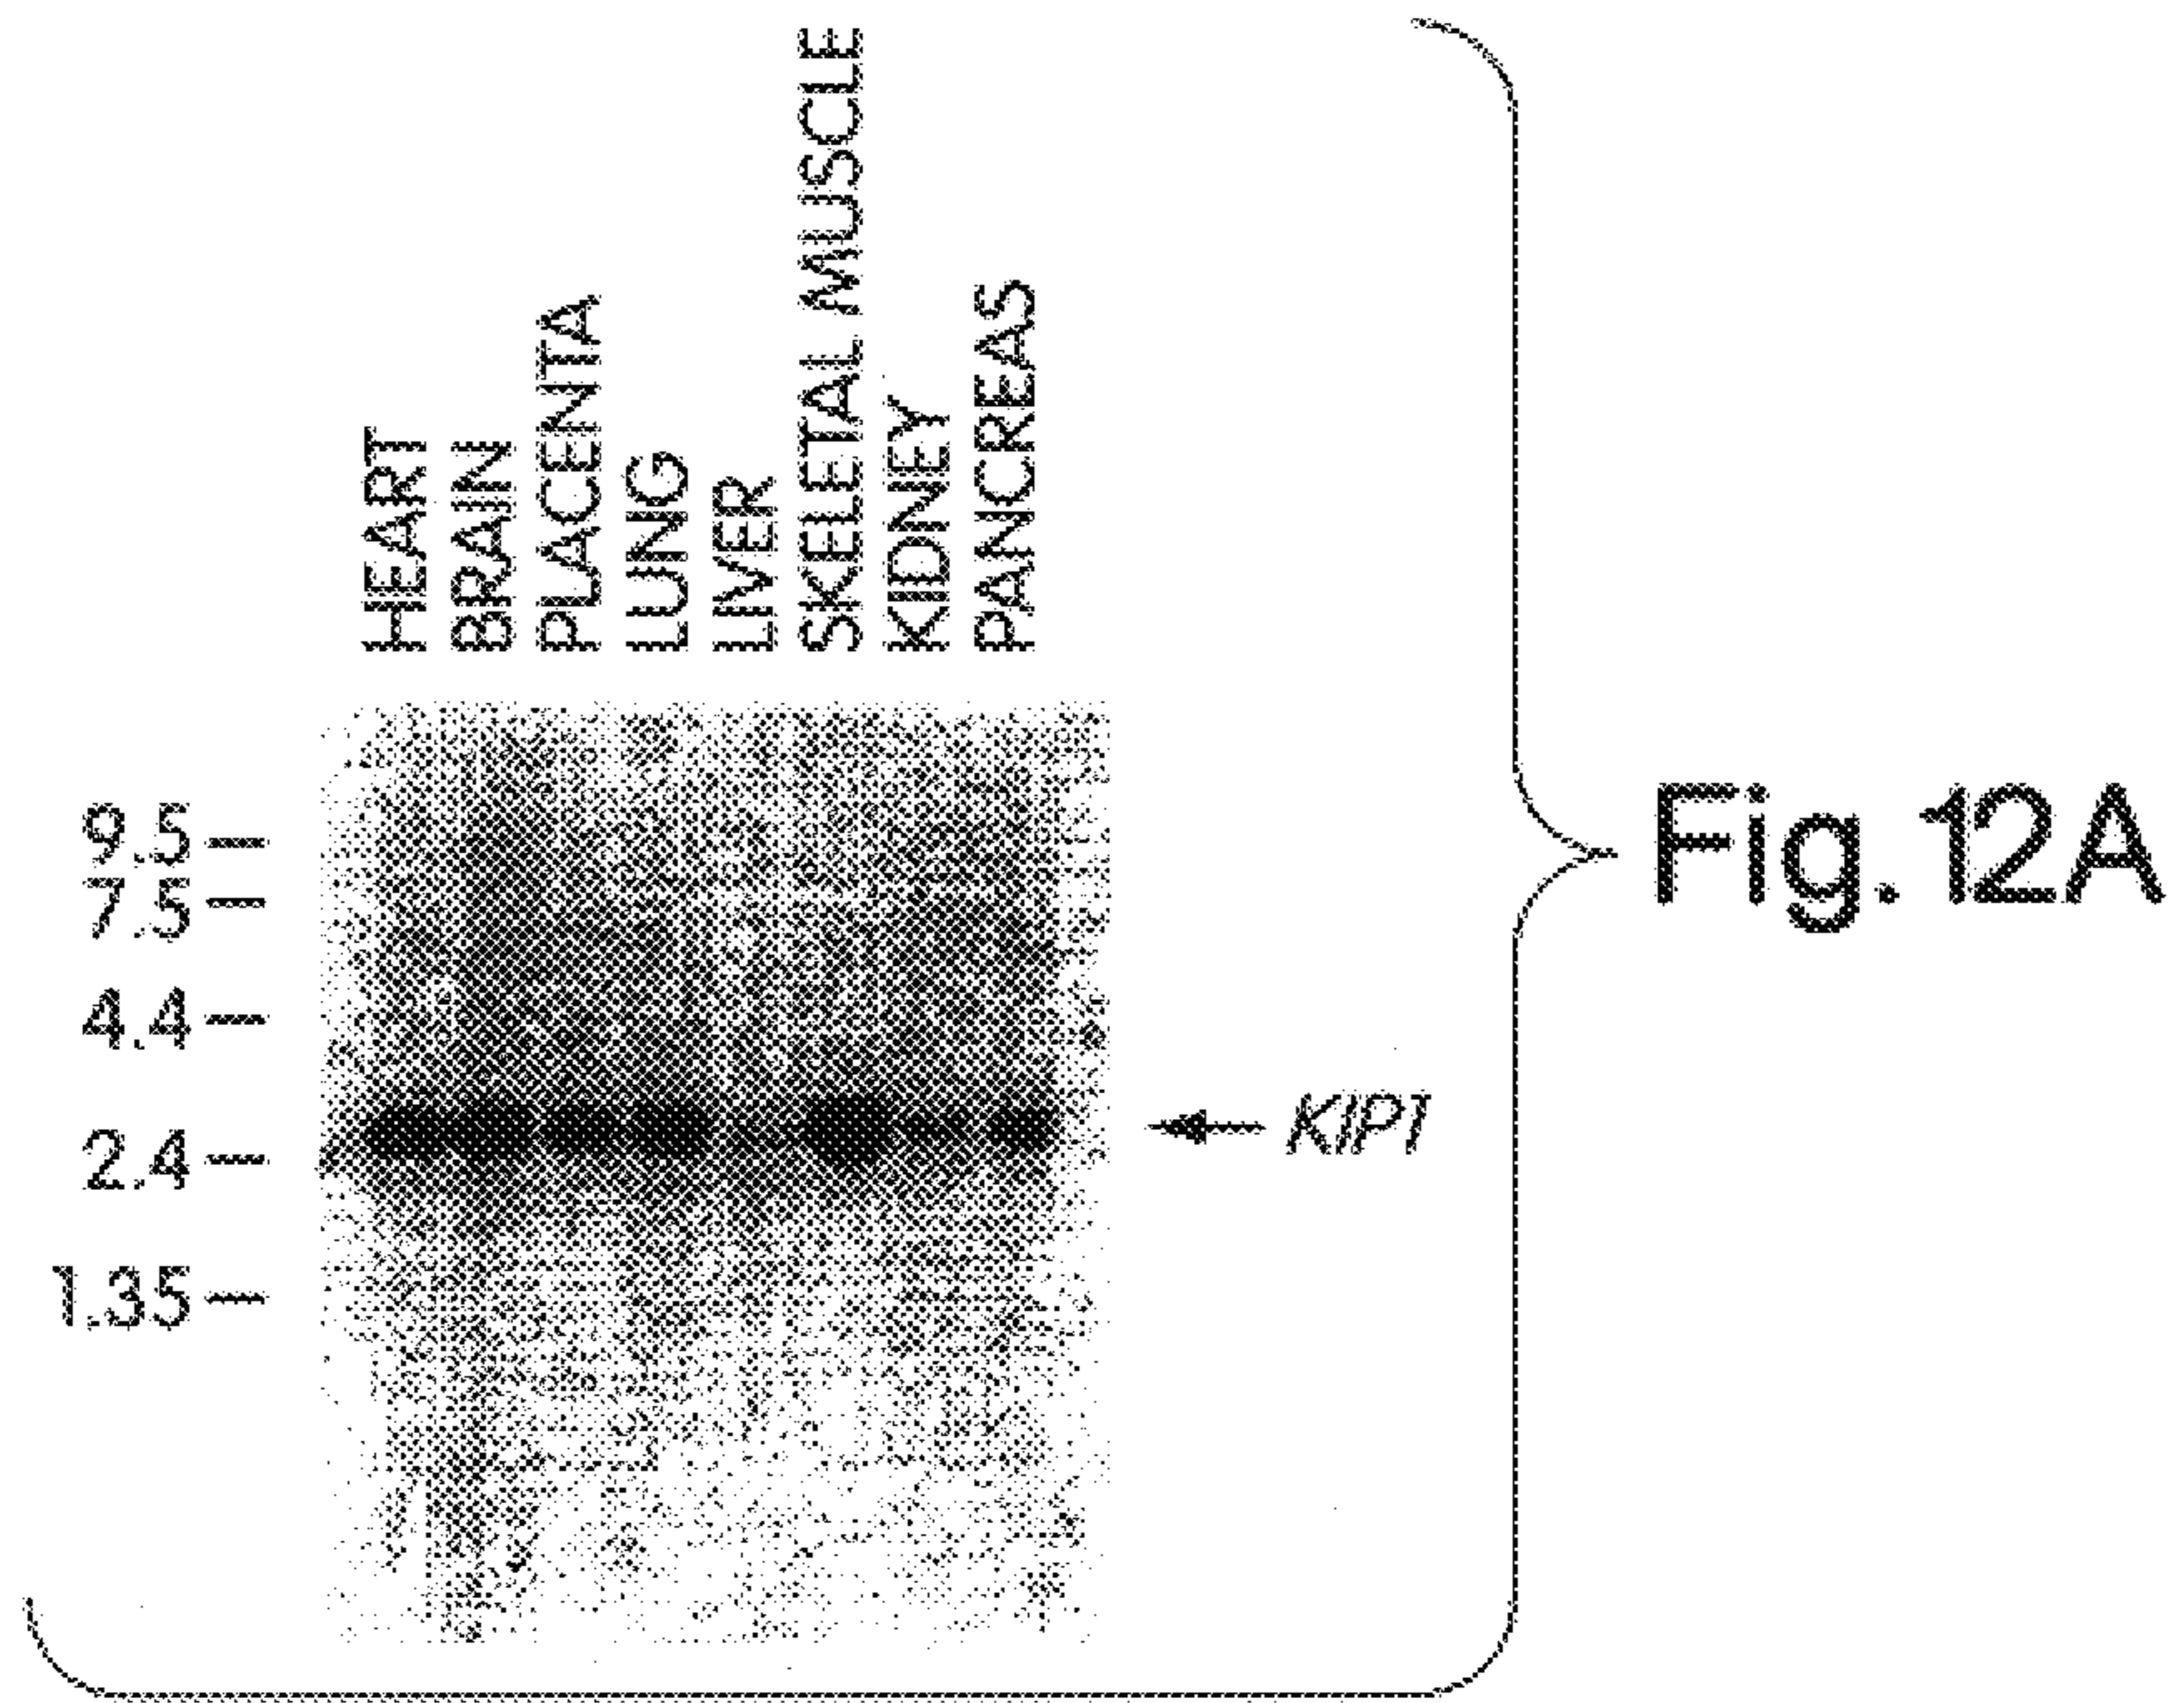 HEART
BRAIN
PLACENTA
LUNG
LIVER
SKELETAL MUSCLE
KIDNEY
PANCREAS
9.5
7.5
4.4
2.4
1.35
KIP1
Fig.12A